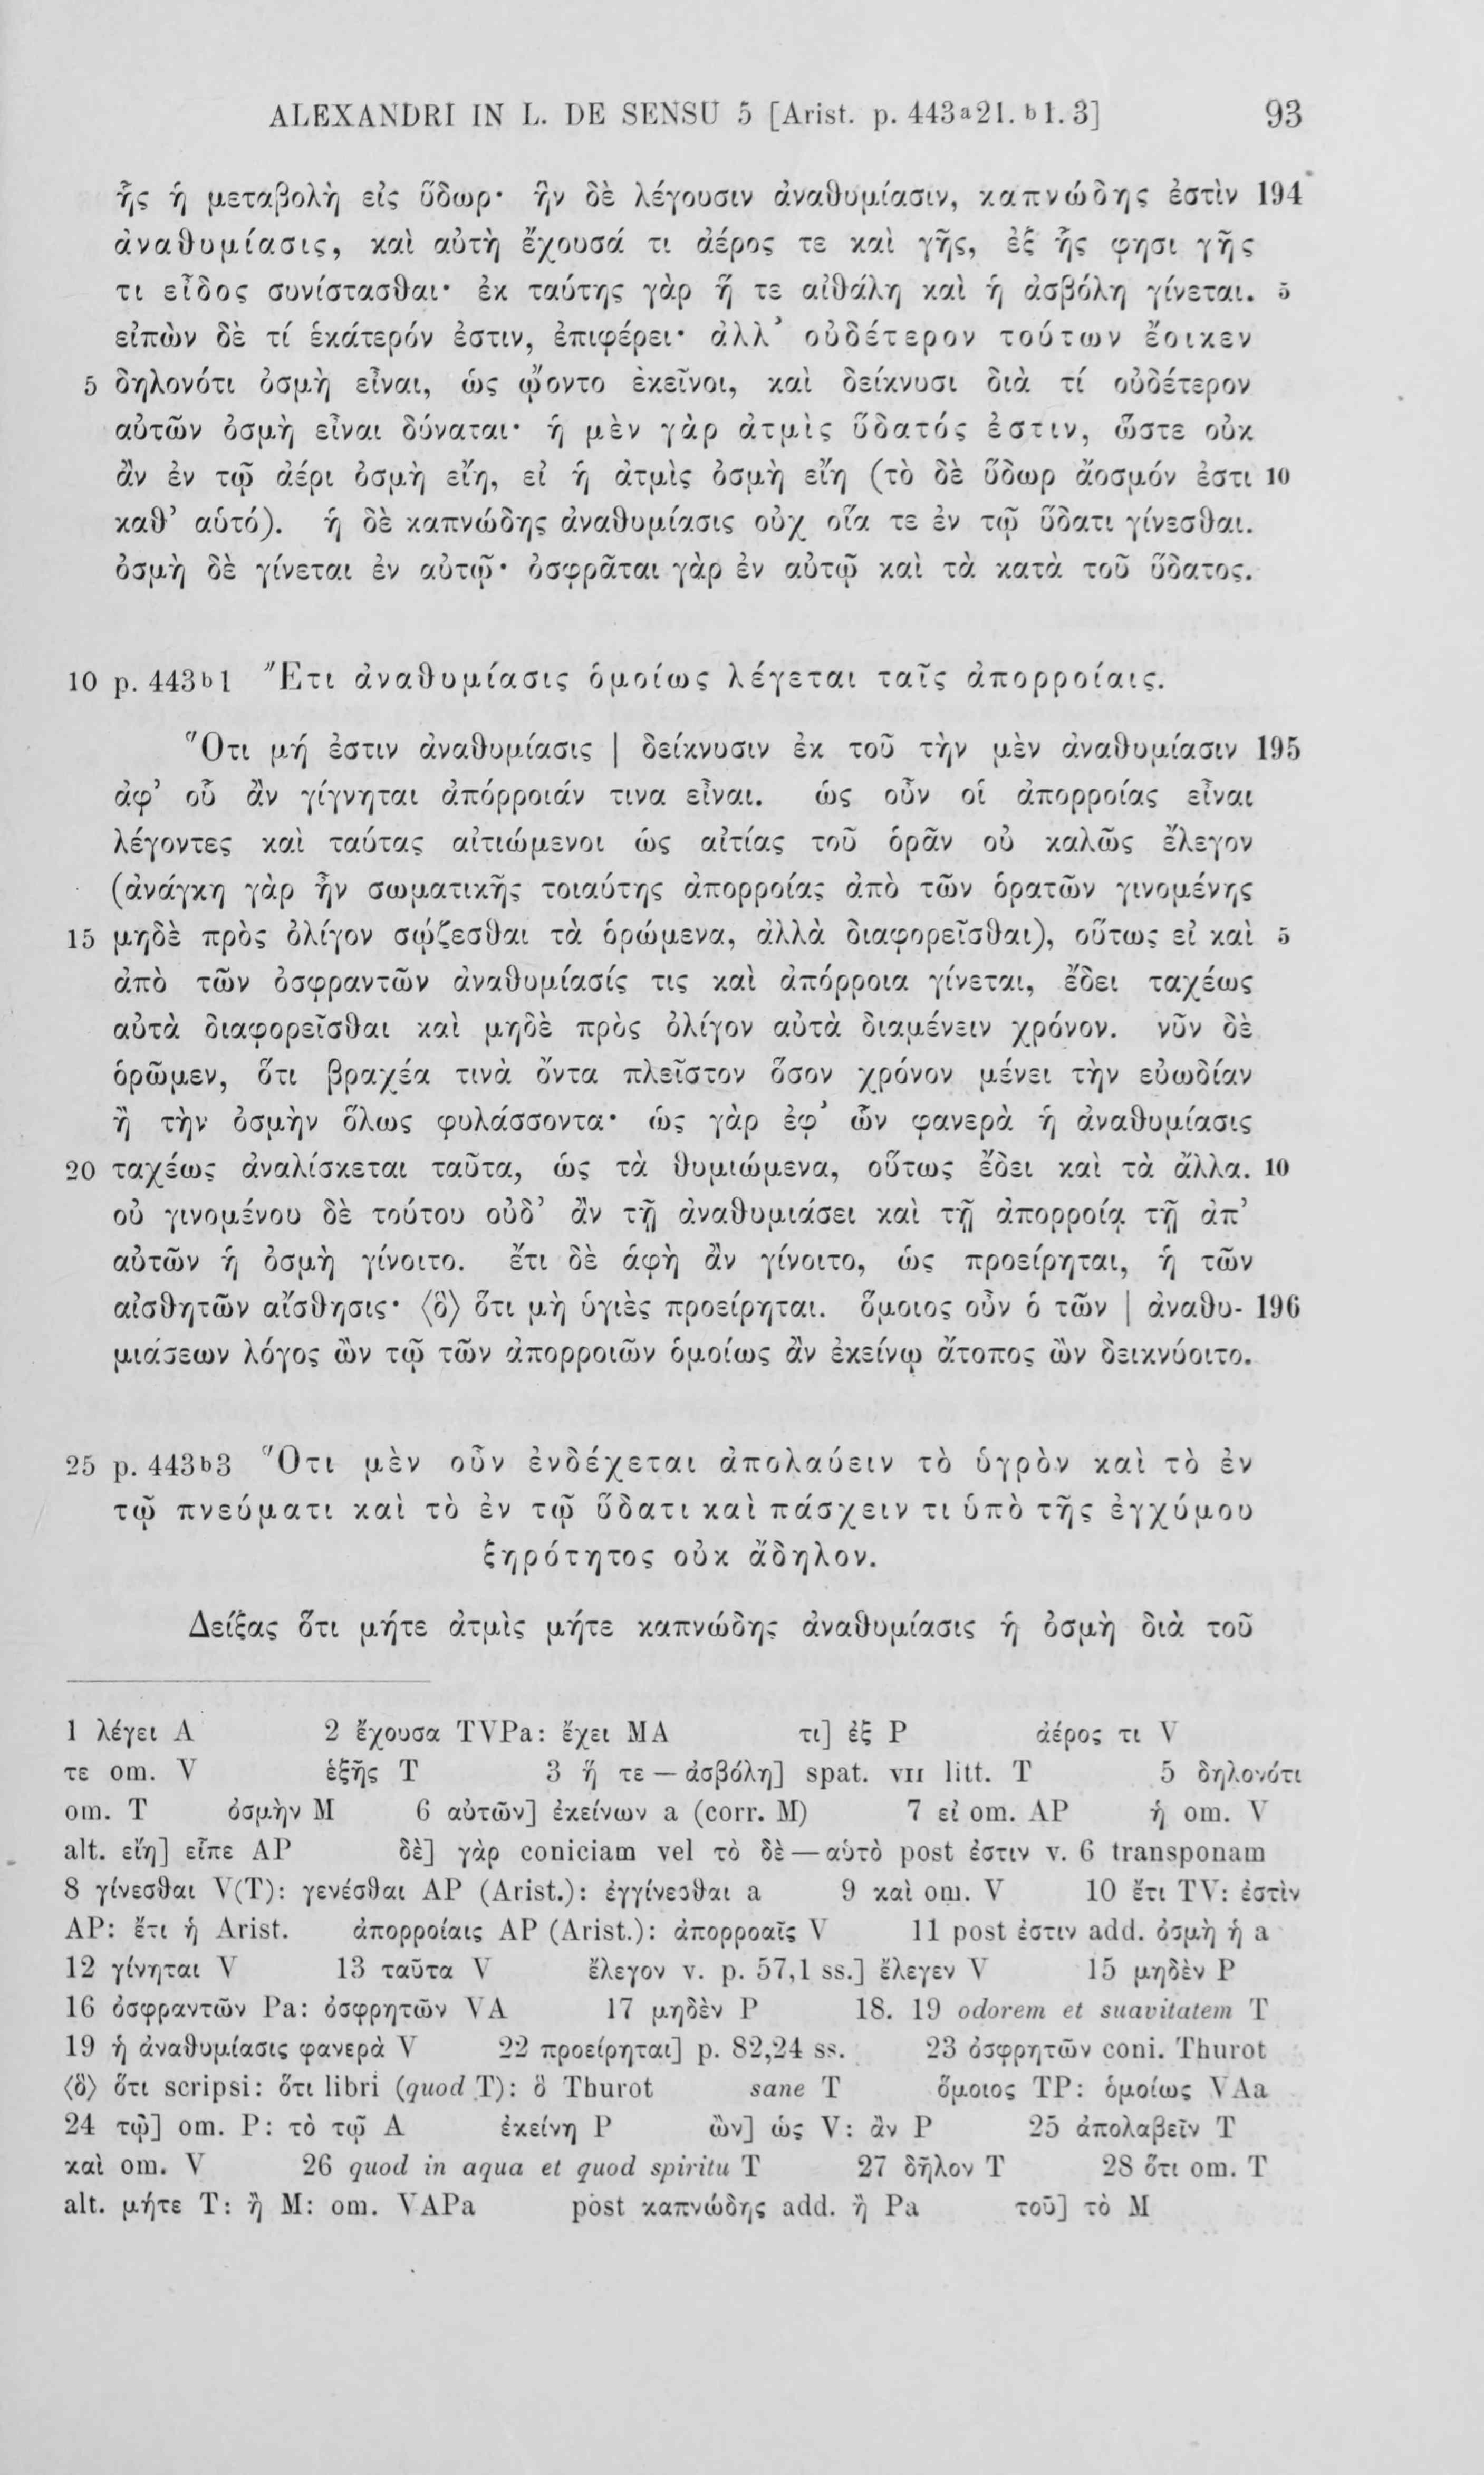 ALEXANDRI IN L. DE SENSU 5 [Arist. p. 443a21. b1. 3] 93
ἧς ἡ μεταβολὴ εἰς ὕδωρ· ἣν δὲ λέγουσιν ἀναθυμίασιν, καπνώδης ἐστὶν 194
ἀναθυμίασις, καὶ αὐτὴ ἔχουσά τι ἀέρος τε καὶ γῆς, ἐξ ἧς φησι γῆς
τι εἶδος συνίστασθαι· ἐκ ταύτης γὰρ ἥ τε αἰθάλη καὶ ἡ ἀσβόλη γίνεται. 5
εἰπὼν δὲ τί ἑκάτερόν ἐστιν, ἐπιφέρει· ἀλλ’ οὐδέτερον τούτων ἔοικεν
5 δηλονότι ὀσμὴ εἶναι, ὡς ᾤοντο ἐκεῖνοι, καὶ δείκνυσι διὰ τί οὐδέτερον
αὐτῶν ὀσμὴ εἶναι δύναται· ἡ μὲν γὰρ ἀτμὶς ὕδατός ἐστιν, ὥστε οὐκ
ἂν ἐν τῷ ἀέρι ὀσμὴ εἴη, εἰ ἡ ἀτμὶς ὀσμὴ εἴη (τὸ δὲ ὕδωρ ἄοσμόν ἐστι 10
καθ’ αὑτό). ἡ δὲ καπνώδης ἀναθυμίασις οὐχ οἵα τε ἐν τῷ ὕδατι γίνεσθαι.
ὀσμὴ δὲ γίνεται ἐν αὐτῷ· ὀσφρᾶται γὰρ ἐν αὐτῷ καὶ τὰ κατὰ τοῦ ὕδατος.
10 p. 443b1 Ἔτι ἀναθυμίασις ὁμοίως λέγεται ταῖς ἀπορροίαις.
Ὅτι μή ἐστιν ἀναθυμίασις | δείκνυσιν ἐκ τοῦ τὴν μὲν ἀναθυμίασιν 195
ἀφ’ οὗ ἂν γίγνηται ἀπόρροιάν τινα εἶναι. ὡς οὖν οἱ ἀπορροίας εἶναι
λέγοντες καὶ ταύτας αἰτιώμενοι ὡς αἰτίας τοῦ ὁρᾶν οὐ καλῶς ἔλεγον
(ἀνάγκη γὰρ ἦν σωματικῆς τοιαύτης ἀπορροίας ἀπὸ τῶν ὁρατῶν γινομένης
15 μηδὲ πρὸς ὀλίγον σῴζεσθαι τὰ ὁρώμενα, ἀλλὰ διαφορεῖσθαι), οὕτως εἰ καὶ 5
ἀπὸ τῶν ὀσφραντῶν ἀναθυμίασίς τις καὶ ἀπόρροια γίνεται, ἔδει ταχέως
αὐτὰ διαφορεῖσθαι καὶ μηδὲ πρὸς ὀλίγον αὐτὰ διαμένειν χρόνον. νῦν δὲ
ὁρῶμεν, ὅτι βραχέα τινὰ ὄντα πλεῖστον ὅσον χρόνον μένει τὴν εὐωδίαν
ἢ τὴν ὀσμὴν ὅλως φυλάσσοντα· ὡς γὰρ ἐφ’ ὧν φανερὰ ἡ ἀναθυμίασις
20 ταχέως ἀναλίσκεται ταῦτα, ὡς τὰ θυμιώμενα, οὕτως ἔδει καὶ τὰ ἄλλα. 10
οὐ γινομένου δὲ τούτου οὐδ’ ἂν τῇ ἀναθυμιάσει καὶ τῇ ἀπορροίᾳ τῇ ἀπ’
αὐτῶν ἡ ὀσμὴ γίνοιτο. ἔτι δὲ ἁφὴ ἂν γίνοιτο, ὡς προείρηται, ἡ τῶν
αἰσθητῶν αἴσθησις· ⟨ὃ⟩ ὅτι μὴ ὑγιὲς προείρηται. ὅμοιος οὖν ὁ τῶν | ἀναθυ- 196
μιάσεων λόγος ὢν τῷ τῶν ἀπορροιῶν ὁμοίως ἂν ἐκείνῳ ἄτοπος ὢν δεικνύοιτο.
25 p. 443b3 Ὅτι μὲν οὖν ἐνδέχεται ἀπολαύειν τὸ ὑγρὸν καὶ τὸ ἐν
τῷ πνεύματι καὶ τὸ ἐν τῷ ὕδατι καὶ πάσχειν τι ὑπὸ τῆς ἐγχύμου
ξηρότητος οὐκ ἄδηλον.
Δείξας ὅτι μήτε ἀτμὶς μήτε καπνώδης ἀναθυμίασις ἡ ὀσμὴ διὰ τοῦ
1 λέγει A 2 ἔχουσα TVPa: ἔχει MA τι] ἐξ P ἀέρος τι V
τε om. V ἑξῆς T 3 ἥ τε — ἀσβόλη] spat. VII litt. T 5 δηλονότι
om. T ὀσμὴν M 6 αὐτῶν] ἐκείνων a (corr. M) 7 εἰ om. AP ἡ om. V
alt. εἴη] εἶπε AP δὲ] γὰρ coniciam vel τὸ δὲ — αὑτὸ post ἐστιν v. 6 transponam
8 γίνεσθαι V(T): γενέσθαι AP (Arist.): ἐγγίνεσθαι a 9 καὶ om. V 10 ἔτι TV: ἐστὶν
AP: ἔτι ἡ Arist. ἀπορροίαις AP (Arist.): ἀπορροαῖς V 11 post ἐστιν add. ὀσμὴ ἡ a
12 γίνηται V 13 ταῦτα V ἔλεγον v. p. 57,1 ss.] ἔλεγεν V 15 μηδὲν P
16 ὀσφραντῶν Pa: ὀσφρητῶν VA 17 μηδὲν P 18. 19 odorem et suavitatem T
19 ἡ ἀναθυμίασις φανερὰ V 22 προείρηται] p. 82,24 ss. 23 ὀσφρητῶν coni. Thurot
⟨ὃ⟩ ὅτι scripsi: ὅτι libri (quod T): ὃ Thurot sane T ὅμοιος TP: ὁμοίως VAa
24 τῷ] om. P: τὸ τῷ A ἐκείνη P ὢν] ὡς V: ἂν P 25 ἀπολαβεῖν T
καὶ om. V 26 quod in aqua et quod spiritu T 27 δῆλον T 28 ὅτι om. T
alt. μήτε T: ἢ M: om. VAPa post καπνώδης add. ἢ Pa τοῦ] τὸ M